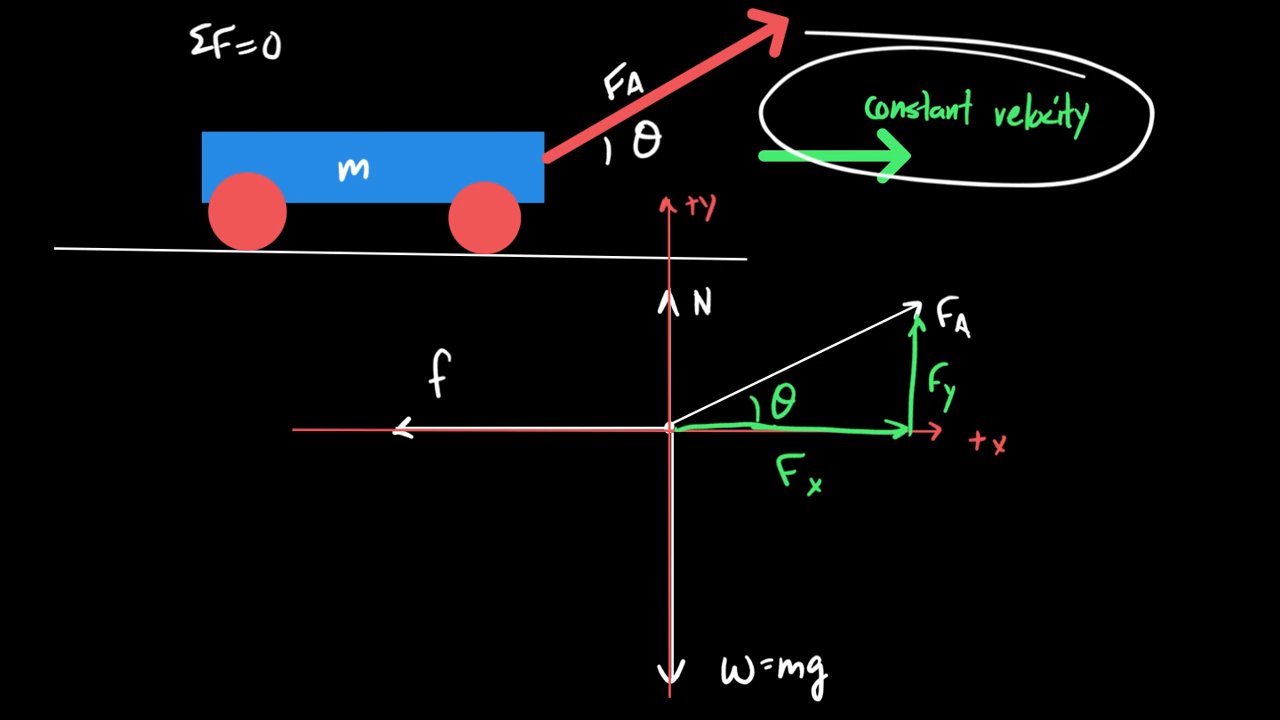 ΣF=0
FA
θ
constant velocity
m
+y
N
FA
f
Fy
θ
+x
Fx
W=mg